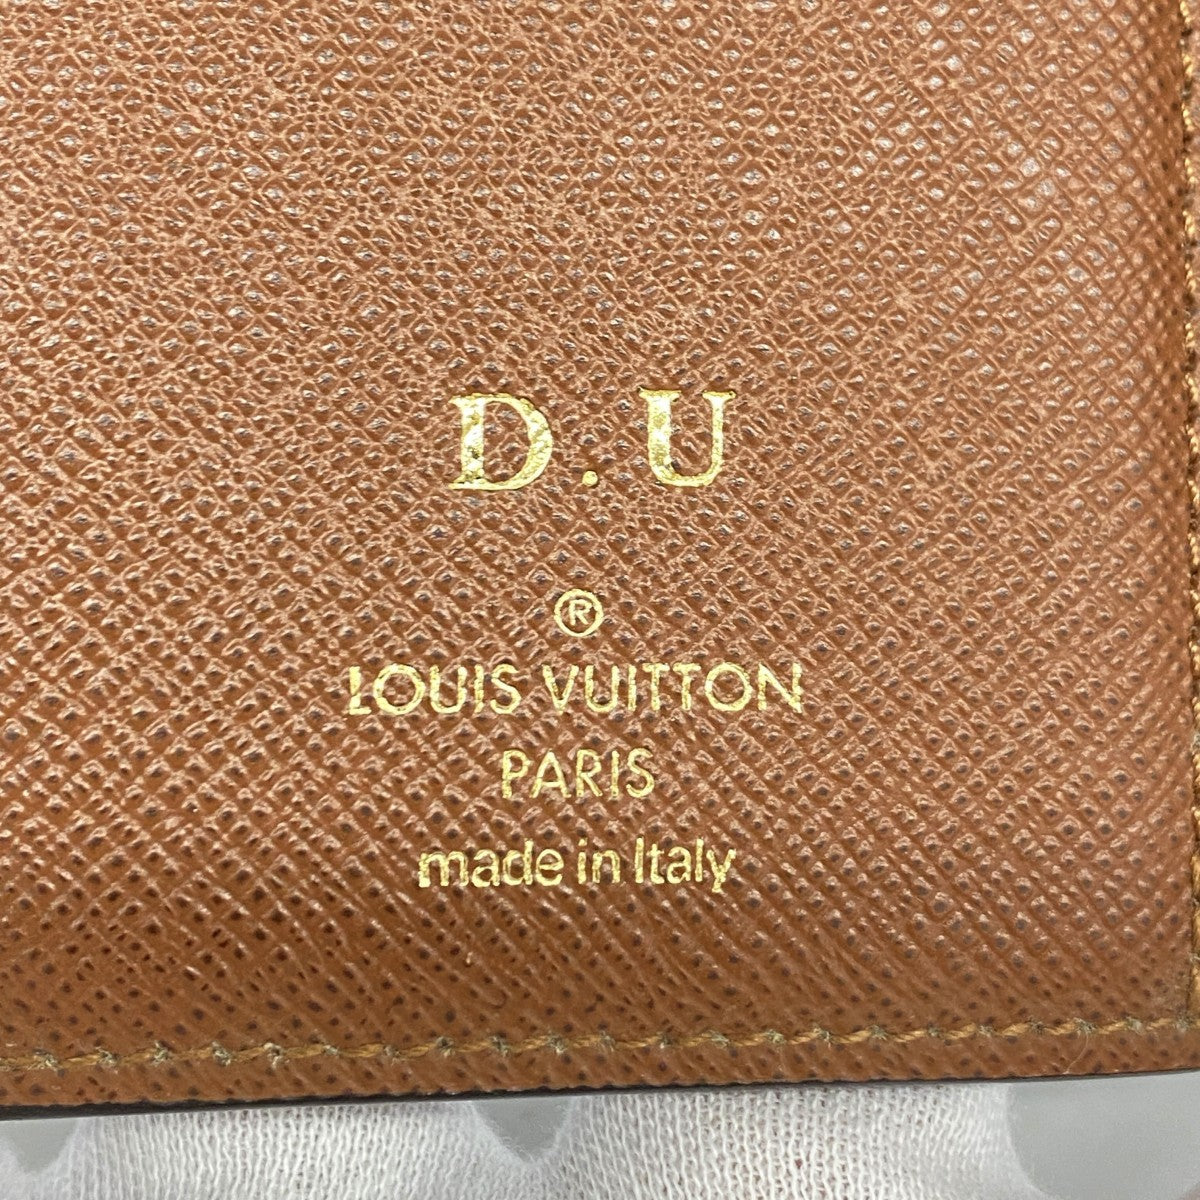 D.U
®
LOUIS VUITTON
PARIS
made in Italy